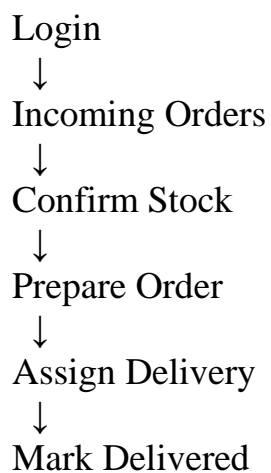 Login
↓
Incoming Orders
↓
Confirm Stock
↓
Prepare Order
↓
Assign Delivery
↓
Mark Delivered